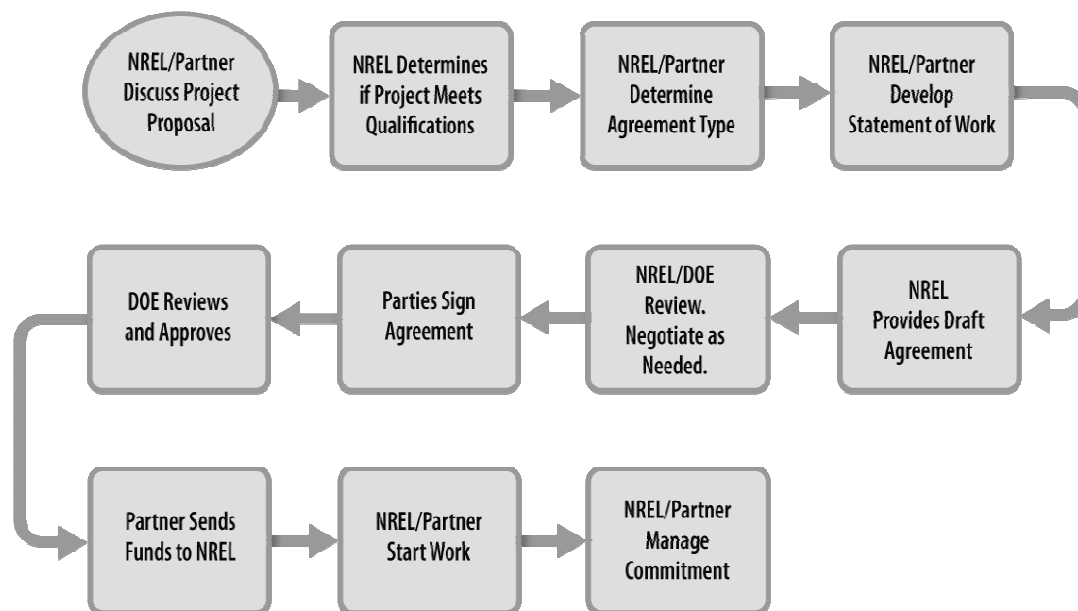 NREL/Partner
Discuss Project
Proposal
NREL Determines
if Project Meets
Qualifications
NREL/Partner
Determine
Agreement Type
NREL/Partner
Develop
Statement of Work
NREL
Provides Draft
Agreement
NREL/DOE
Review.
Negotiate as
Needed.
Parties Sign
Agreement
DOE Reviews
and Approves
Partner Sends
Funds to NREL
NREL/Partner
Start Work
NREL/Partner
Manage
Commitment